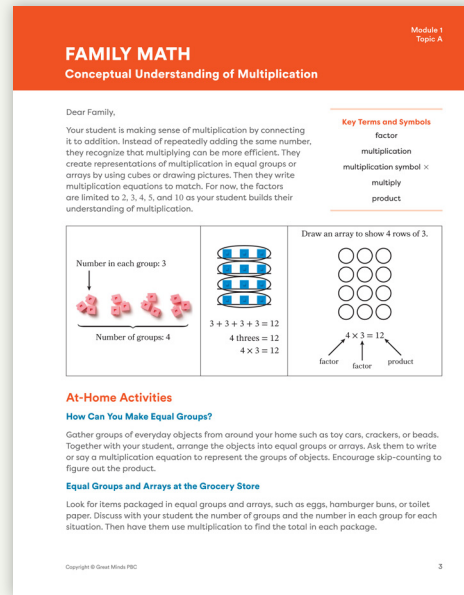 Module 1
Topic A
FAMILY MATH
Conceptual Understanding of Multiplication
Dear Family,
Your student is making sense of multiplication by connecting
it to addition. Instead of repeatedly adding the same number,
they recognize that multiplying can be more efficient. They
create representations of multiplication in equal groups or
arrays by using cubes or drawing pictures. Then they write
multiplication equations to match. For now, the factors
are limited to 2, 3, 4, 5, and 10 as your student builds their
understanding of multiplication.
Key Terms and Symbols
factor
multiplication
multiplication symbol ×
multiply
product
Number in each group: 3
Number of groups: 4
3 + 3 + 3 + 3 = 12
4 threes = 12
4 × 3 = 12
Draw an array to show 4 rows of 3.
4 × 3 = 12
factor
factor
product
At-Home Activities
How Can You Make Equal Groups?
Gather groups of everyday objects from around your home such as toy cars, crackers, or beads.
Together with your student, arrange the objects into equal groups or arrays. Ask them to write
or say a multiplication equation to represent the groups of objects. Encourage skip-counting to
figure out the product.
Equal Groups and Arrays at the Grocery Store
Look for items packaged in equal groups and arrays, such as eggs, hamburger buns, or toilet
paper. Discuss with your student the number of groups and the number in each group for each
situation. Then have them use multiplication to find the total in each package.
Copyright © Great Minds PBC
3